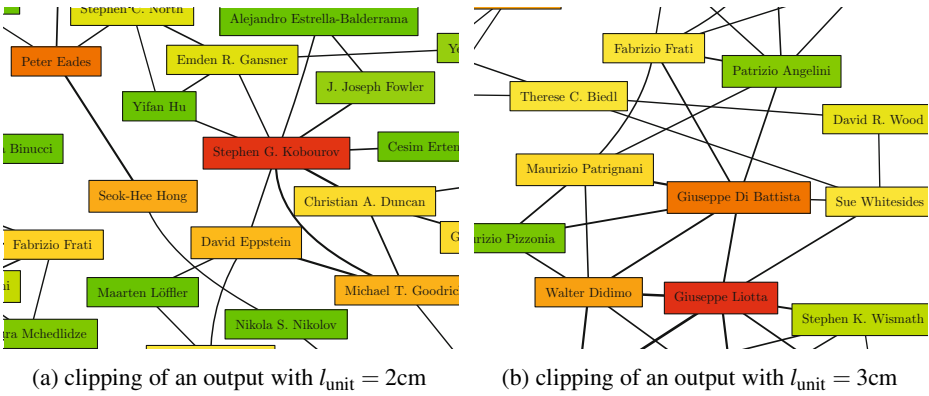 Stephen C. North
Alejandro Estrella-Balderrama
Peter Eades
Emden R. Gansner
J. Joseph Fowler
Yifan Hu
Binucci
Stephen G. Kobourov
Cesim Erten
Seok-Hee Hong
Christian A. Duncan
Fabrizio Frati
David Eppstein
Maarten Löffler
Michael T. Goodric
Nikola S. Nikolov
ra Mchedlidze
(a) clipping of an output with l_unit = 2cm
Fabrizio Frati
Patrizio Angelini
Therese C. Biedl
David R. Wood
Maurizio Patrignani
Giuseppe Di Battista
Sue Whitesides
urizio Pizzonia
Walter Didimo
Giuseppe Liotta
Stephen K. Wismath
(b) clipping of an output with l_unit = 3cm